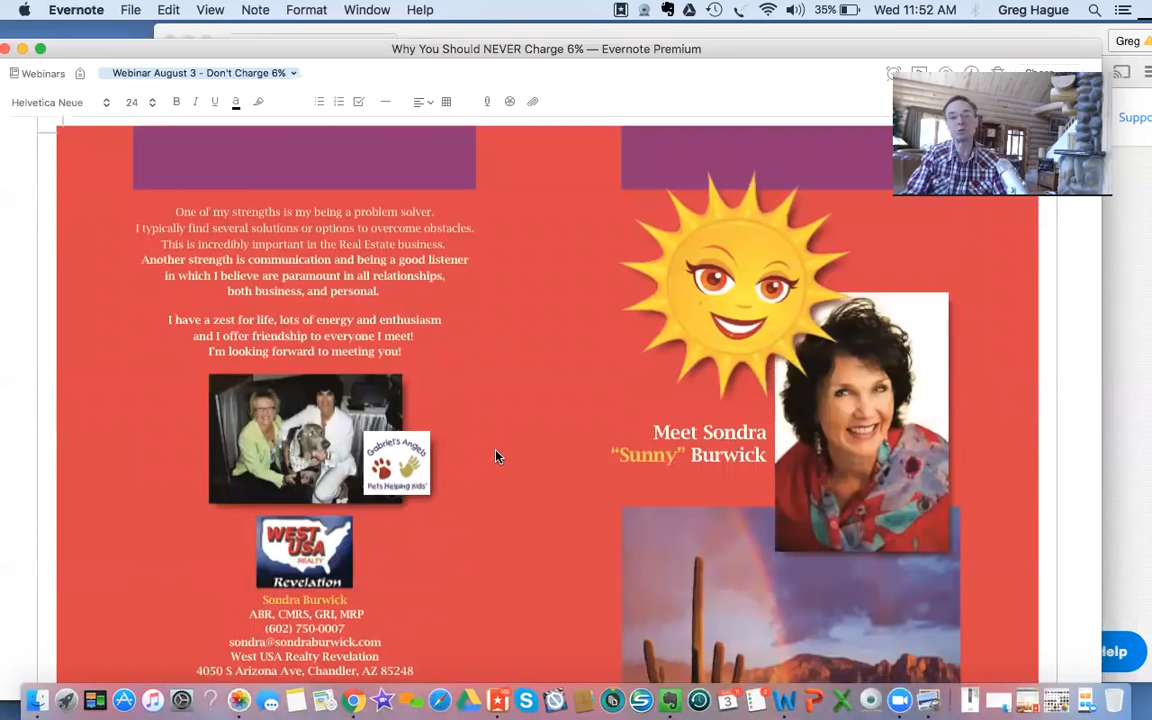 Evernote File Edit View Note Format Window Help
35% Wed 11:52 AM Greg Hague
Why You Should NEVER Charge 6% — Evernote Premium
Greg
Webinars Webinar August 3 - Don't Charge 6%
Helvetica Neue 24 B I U a
Suppo
One of my strengths is my being a problem solver.
I typically find several solutions or options to overcome obstacles.
This is incredibly important in the Real Estate business.
Another strength is communication and being a good listener
in which I believe are paramount in all relationships,
both business, and personal.
I have a zest for life, lots of energy and enthusiasm
and I offer friendship to everyone I meet!
I'm looking forward to meeting you!
Gabriel's Angels
Pets Helping Kids
WEST
USA
REALTY
Revelation
Sondra Burwick
ABR, CMRS, GRI, MRP
(602) 750-0007
sondra@sondraburwick.com
West USA Realty Revelation
4050 S Arizona Ave, Chandler, AZ 85248
Meet Sondra
“Sunny” Burwick
Help